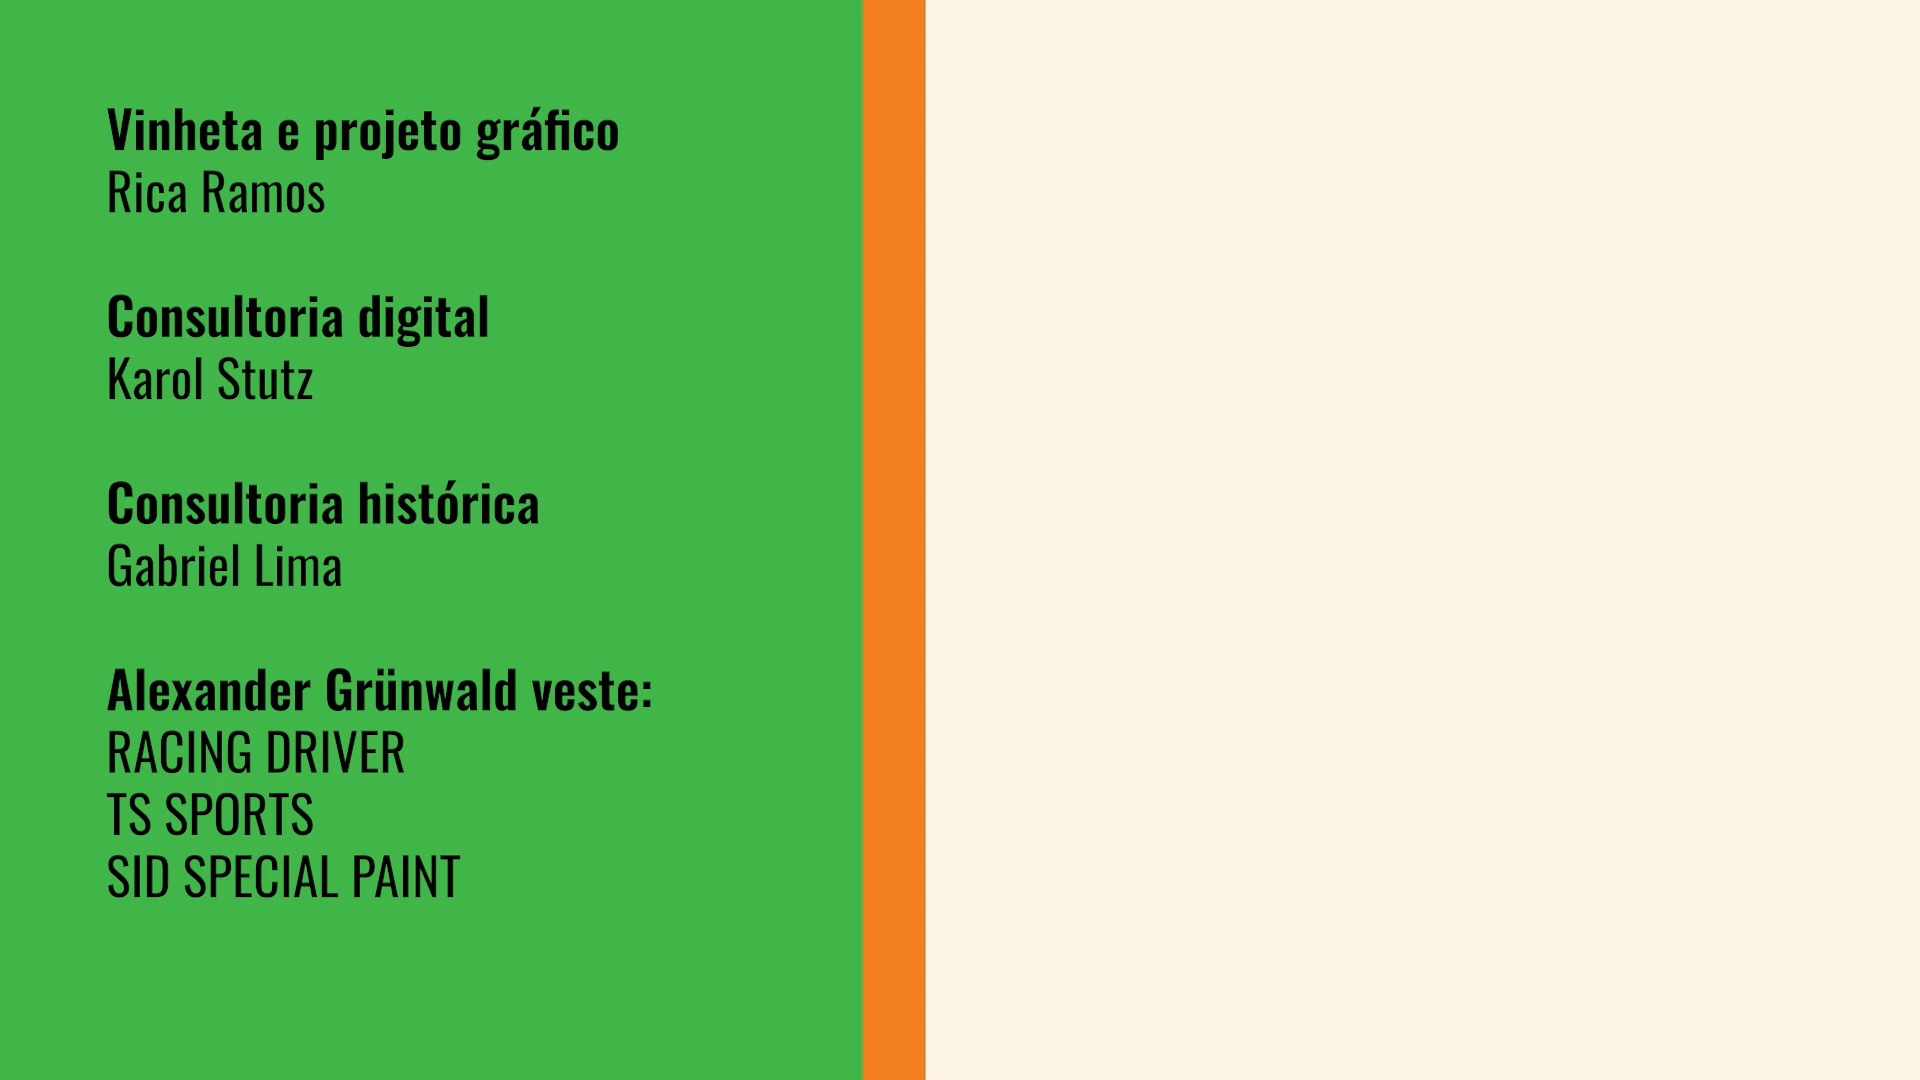 Vinheta e projeto gráfico
Rica Ramos
Consultoria digital
Karol Stutz
Consultoria histórica
Gabriel Lima
Alexander Grünwald veste:
RACING DRIVER
TS SPORTS
SID SPECIAL PAINT